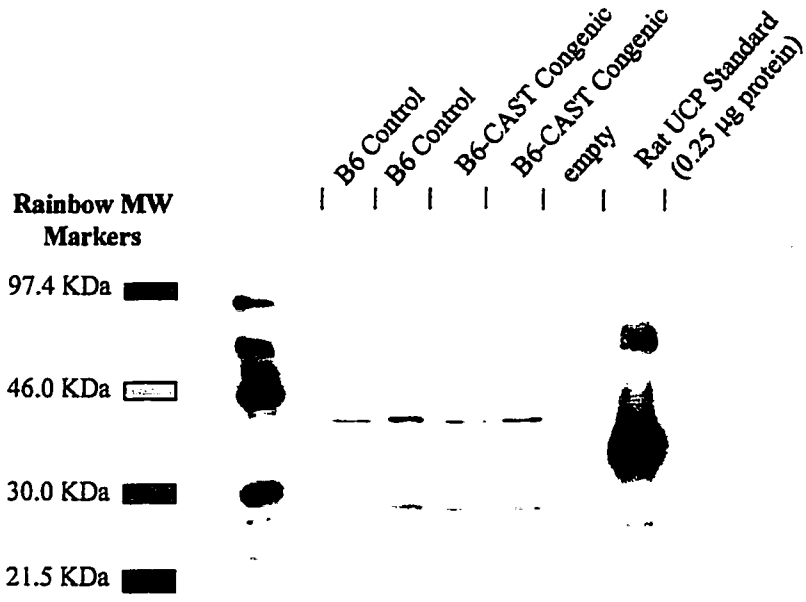 B6 Control
B6 Control
B6-CAST Congenic
B6-CAST Congenic
empty
Rat UCP Standard
(0.25 µg protein)
Rainbow MW
Markers
97.4 KDa
46.0 KDa
30.0 KDa
21.5 KDa